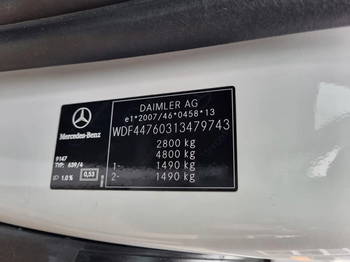 DAIMLER AG
e1*2007/46*0458*13
WDF44760313479743
2800 kg
4800 kg
1- 1490 kg
2- 1490 kg
Mercedes-Benz
9147
TYP: 639/4
1.0% 0,53